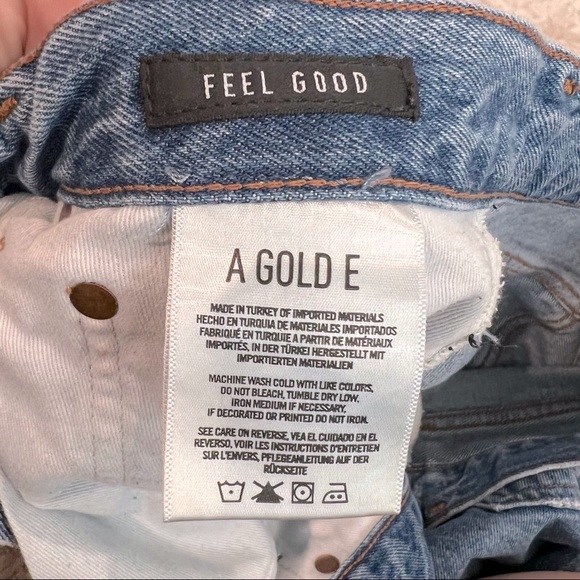 FEEL GOOD
A GOLD E
MADE IN TURKEY OF IMPORTED MATERIALS
HECHO EN TURQUIA DE MATERIALES IMPORTADOS
FABRIQUÉ EN TURQUIE A PARTIR DE MATÉRIAUX
IMPORTÉS, IN DER TÜRKEI HERGESTELLT MIT
IMPORTIERTEN MATERIALIEN
MACHINE WASH COLD WITH LIKE COLORS,
DO NOT BLEACH, TUMBLE DRY LOW.
IRON MEDIUM IF NECESSARY.
IF DECORATED OR PRINTED DO NOT IRON.
SEE CARE ON REVERSE, VEA EL CUIDADO EN EL
REVERSO, VOIR LES INSTRUCTIONS D'ENTRETIEN
SUR L'ENVERS, PFLEGEANLEITUNG AUF DER
RÜCKSEITE